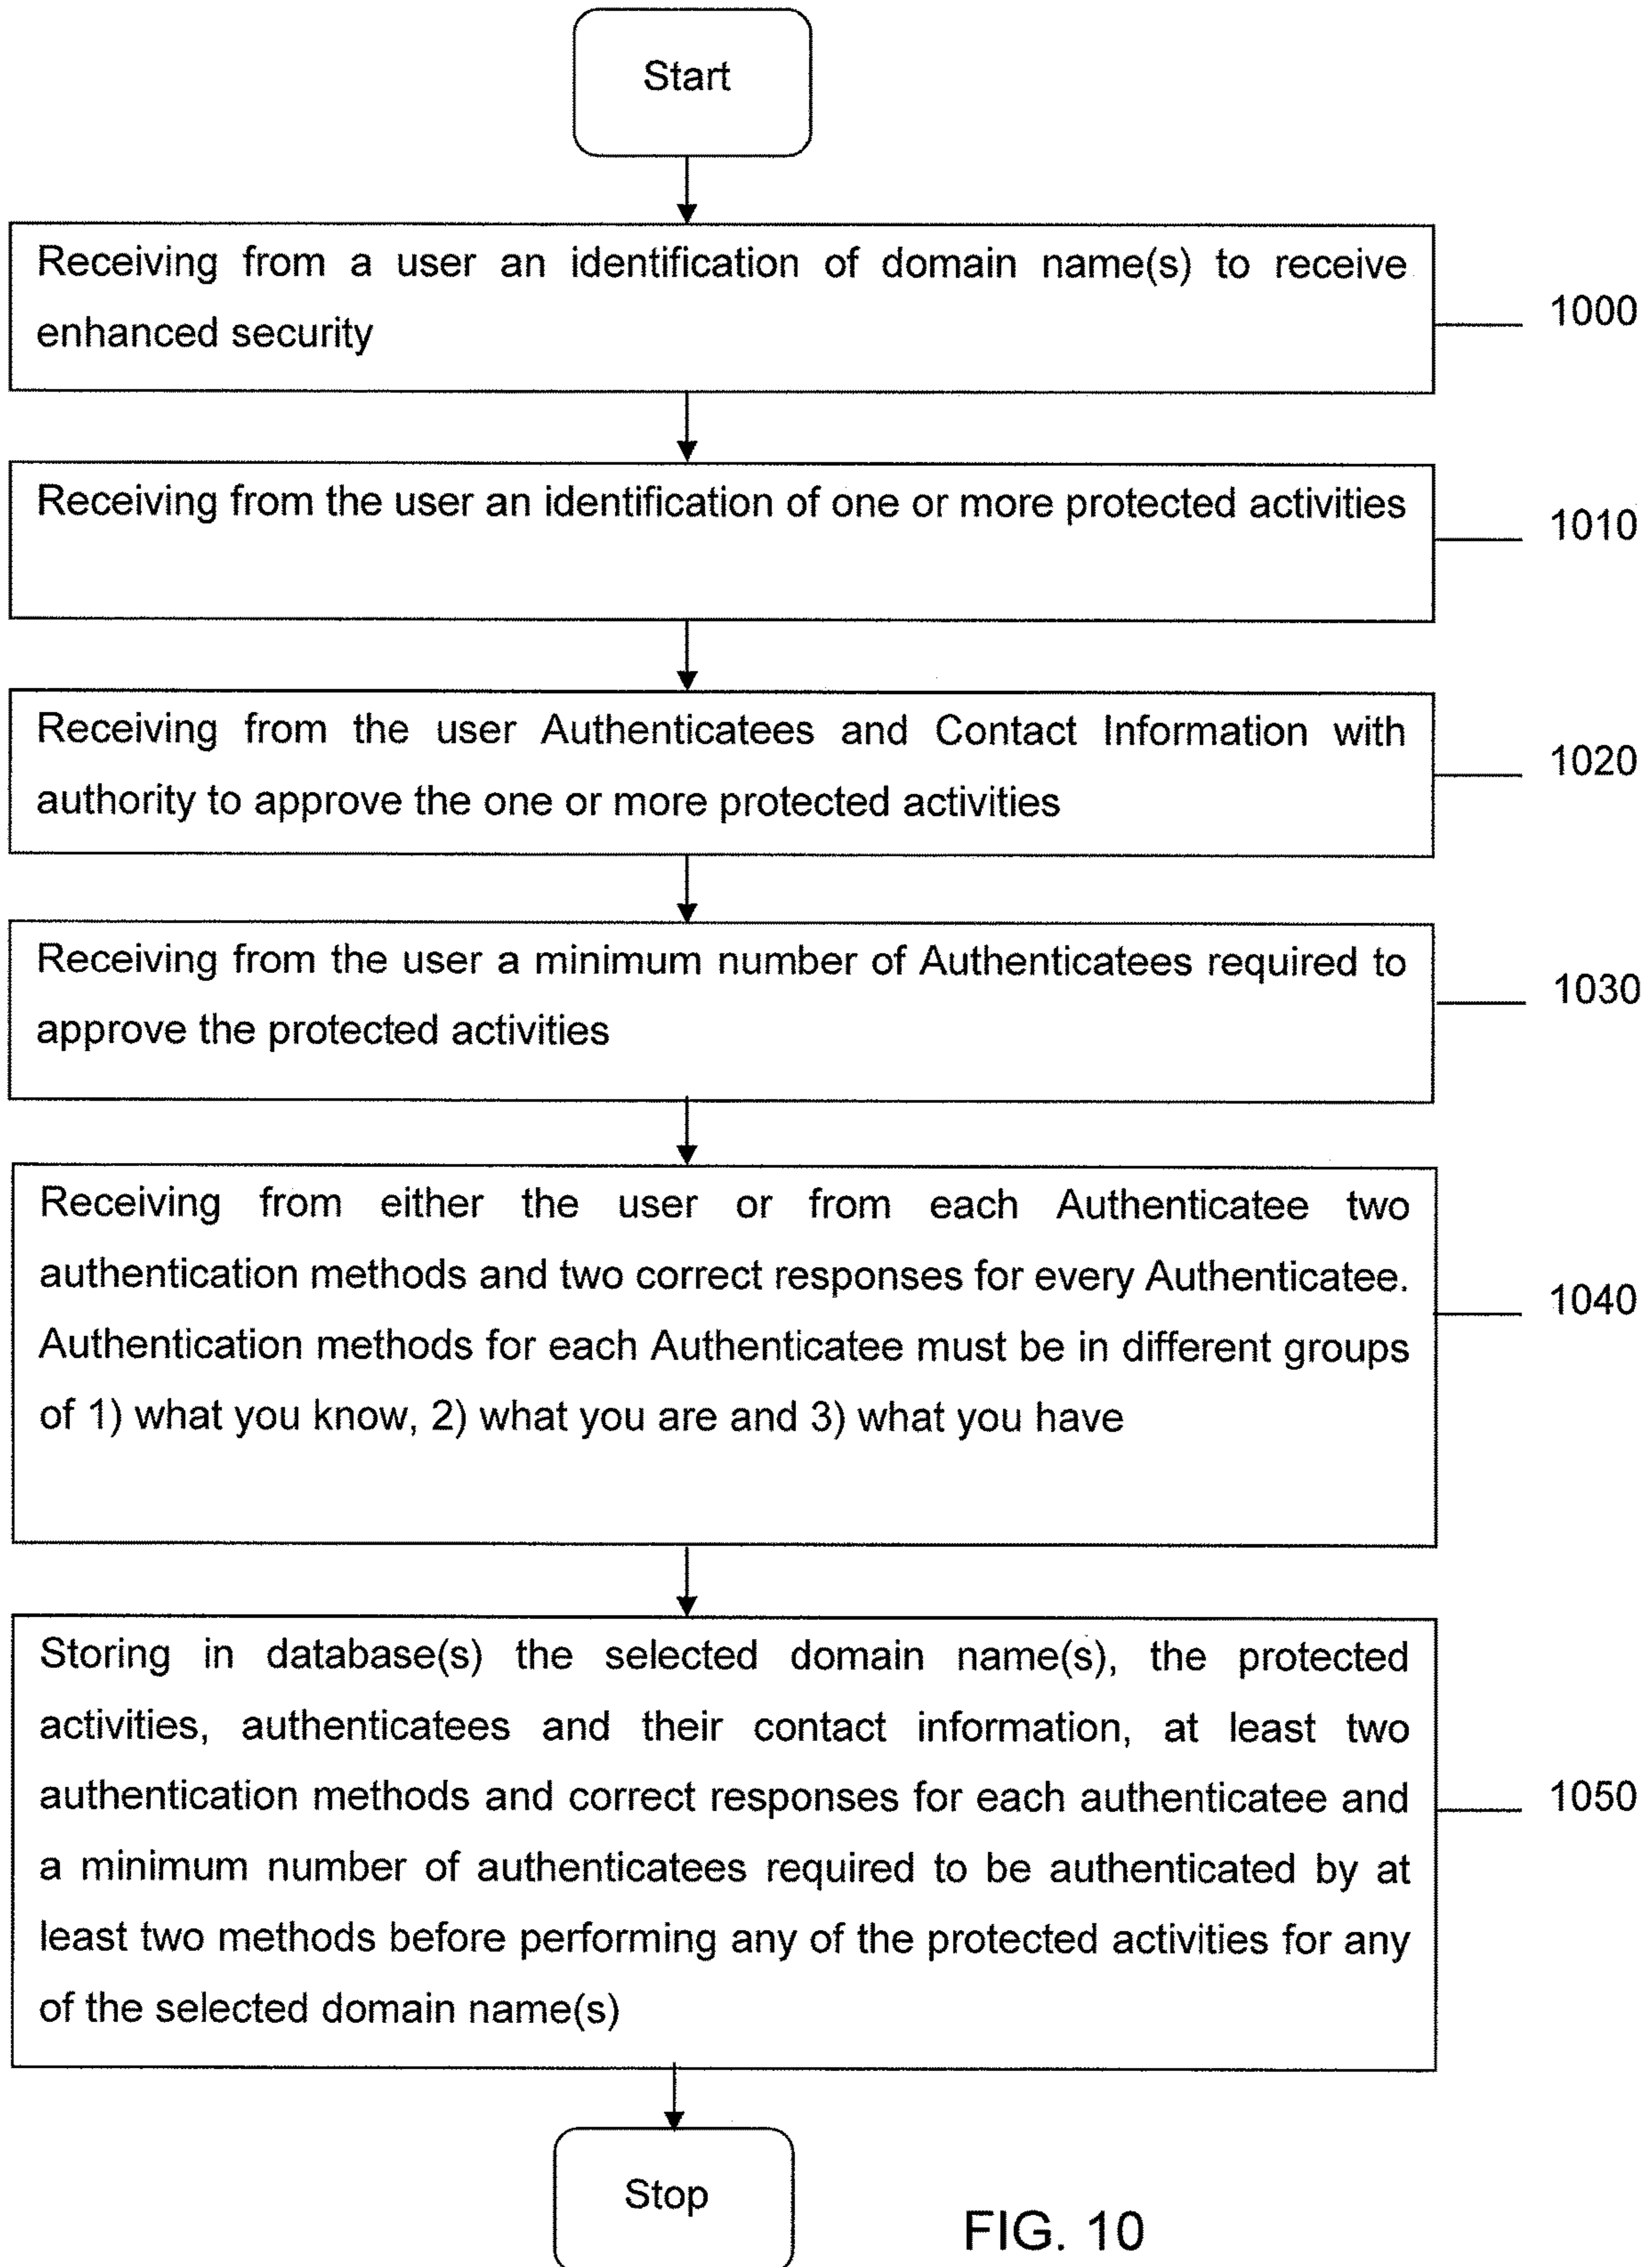 Start
Receiving from a user an identification of domain name(s) to receive
enhanced security
1000
Receiving from the user an identification of one or more protected activities
1010
Receiving from the user Authenticatees and Contact Information with
authority to approve the one or more protected activities
1020
Receiving from the user a minimum number of Authenticatees required to
approve the protected activities
1030
Receiving from either the user or from each Authenticatee two
authentication methods and two correct responses for every Authenticatee.
Authentication methods for each Authenticatee must be in different groups
of 1) what you know, 2) what you are and 3) what you have
1040
Storing in database(s) the selected domain name(s), the protected
activities, authenticatees and their contact information, at least two
authentication methods and correct responses for each authenticatee and
a minimum number of authenticatees required to be authenticated by at
least two methods before performing any of the protected activities for any
of the selected domain name(s)
1050
Stop
FIG. 10